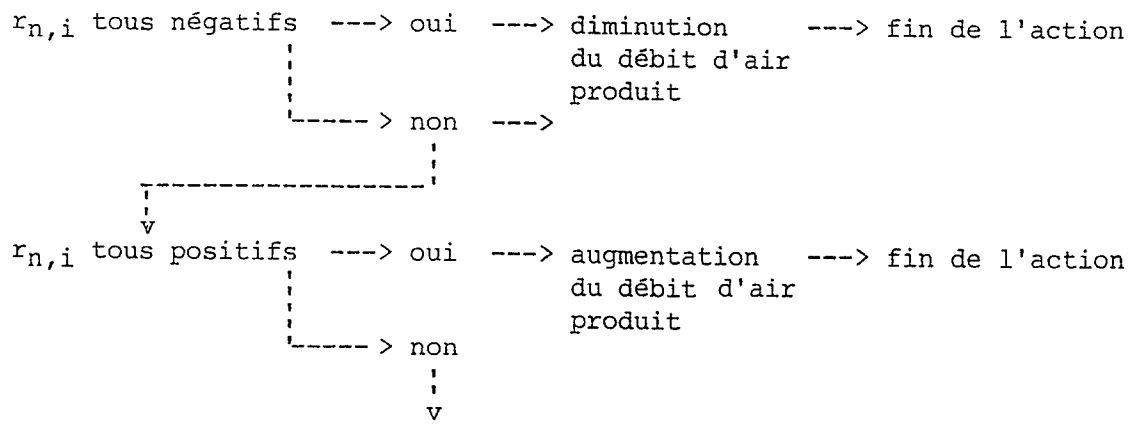 r_{n,i} tous négatifs ---> oui ---> diminution ---> fin de l'action
du débit d'air
produit
----- > non --->
v
r_{n,i} tous positifs ---> oui ---> augmentation ---> fin de l'action
du débit d'air
produit
----- > non
v